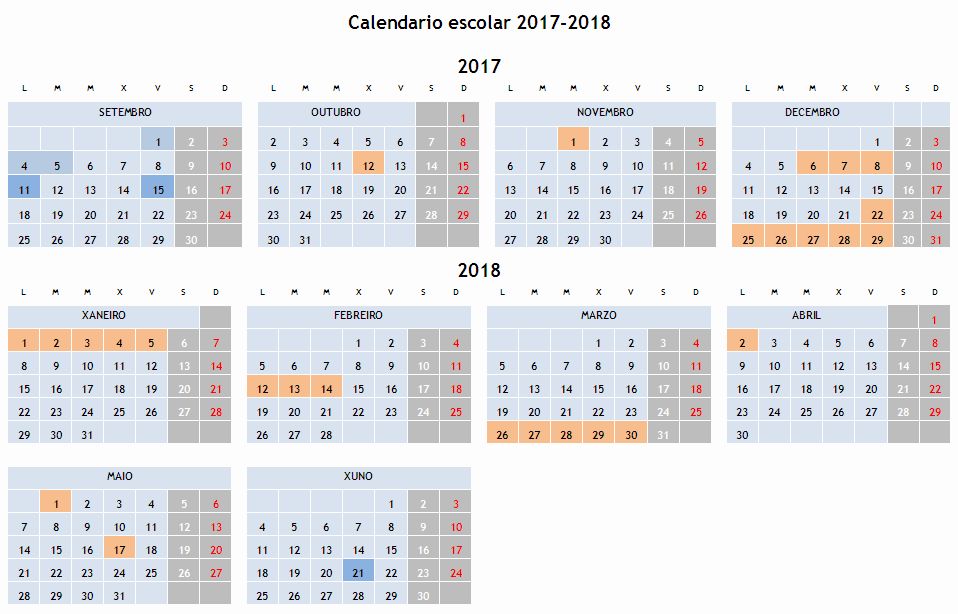 Calendario escolar 2017-2018
2017
L M M X V S D L M M X V S D L M M X V S D L M M X V S D
SETEMBRO OUTUBRO NOVEMBRO DECEMBRO
1
1 2 3 2 3 4 5 6 7 8 1 2 3 4 5 1 2 3
4 5 6 7 8 9 10 9 10 11 12 13 14 15 6 7 8 9 10 11 12 4 5 6 7 8 9 10
11 12 13 14 15 16 17 16 17 18 19 20 21 22 13 14 15 16 17 18 19 11 12 13 14 15 16 17
18 19 20 21 22 23 24 23 24 25 26 27 28 29 20 21 22 23 24 25 26 18 19 20 21 22 23 24
25 26 27 28 29 30 30 31 27 28 29 30 25 26 27 28 29 30 31
2018
L M M X V S D L M M X V S D L M M X V S D L M M X V S D
XANEIRO FEBREIRO MARZO ABRIL
1
1 2 3 4 5 6 7 1 2 3 4 1 2 3 4 2 3 4 5 6 7 8
8 9 10 11 12 13 14 5 6 7 8 9 10 11 5 6 7 8 9 10 11 9 10 11 12 13 14 15
15 16 17 18 19 20 21 12 13 14 15 16 17 18 12 13 14 15 16 17 18 16 17 18 19 20 21 22
22 23 24 25 26 27 28 19 20 21 22 23 24 25 19 20 21 22 23 24 25 23 24 25 26 27 28 29
29 30 31 26 27 28 26 27 28 29 30 31 30
MAIO XUNO
1 2 3 4 5 6 1 2 3
7 8 9 10 11 12 13 4 5 6 7 8 9 10
14 15 16 17 18 19 20 11 12 13 14 15 16 17
21 22 23 24 25 26 27 18 19 20 21 22 23 24
28 29 30 31 25 26 27 28 29 30